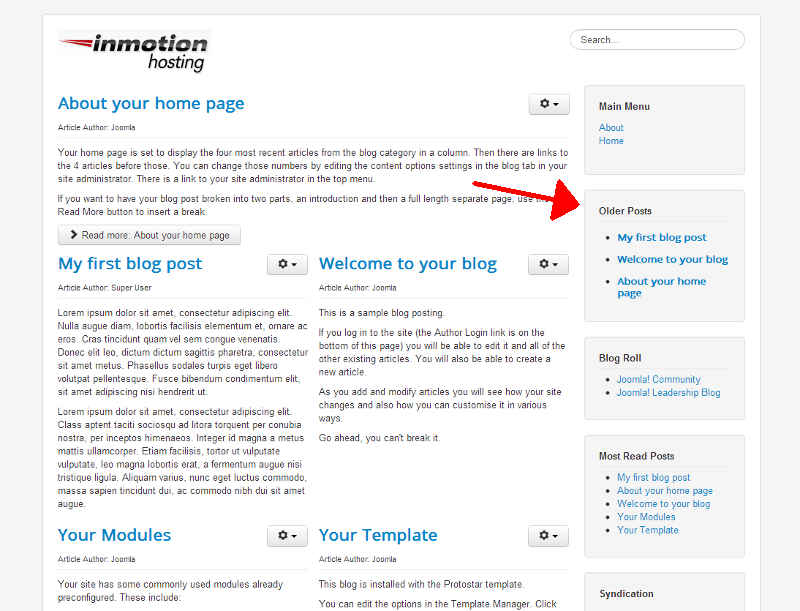 inmotion
hosting
Search...
About your home page
Article Author: Joomla
Your home page is set to display the four most recent articles from the blog category in a column. Then there are links to
the 4 articles before those. You can change those numbers by editing the content options settings in the blog tab in your
site administrator. There is a link to your site administrator in the top menu.
If you want to have your blog post broken into two parts, an introduction and then a full length separate page, use the
Read More button to insert a break.
Read more: About your home page
My first blog post
Article Author: Super User
Lorem ipsum dolor sit amet, consectetur adipiscing elit.
Nulla augue diam, lobortis facilisis elementum et, ornare ac
eros. Cras tincidunt quam vel sem congue venenatis.
Donec elit leo, dictum dictum sagittis pharetra, consectetur
sit amet metus. Phasellus sodales turpis eget libero
volutpat pellentesque. Fusce bibendum condimentum elit,
sit amet adipiscing nisi hendrerit ut.
Lorem ipsum dolor sit amet, consectetur adipiscing elit.
Class aptent taciti sociosqu ad litora torquent per conubia
nostra, per inceptos himenaeos. Integer id magna a metus
mattis ullamcorper. Etiam facilisis, tortor ut vulputate
vulputate, leo magna lobortis erat, a fermentum augue nisi
tristique ligula. Aliquam varius, nunc eget luctus commodo,
massa sapien tincidunt dui, ac commodo nibh dui sit amet
augue.
Welcome to your blog
Article Author: Joomla
This is a sample blog posting.
If you log in to the site (the Author Login link is on the
bottom of this page) you will be able to edit it and all of the
other existing articles. You will also be able to create a
new article.
As you add and modify articles you will see how your site
changes and also how you can customise it in various
ways.
Go ahead, you can't break it.
Your Modules
Article Author: Joomla
Your site has some commonly used modules already
preconfigured. These include:
Your Template
Article Author: Joomla
This blog is installed with the Protostar template.
You can edit the options in the Template Manager. Click
Main Menu
About
Home
Older Posts
My first blog post
Welcome to your blog
About your home
page
Blog Roll
Joomla! Community
Joomla! Leadership Blog
Most Read Posts
My first blog post
About your home page
Welcome to your blog
Your Modules
Your Template
Syndication